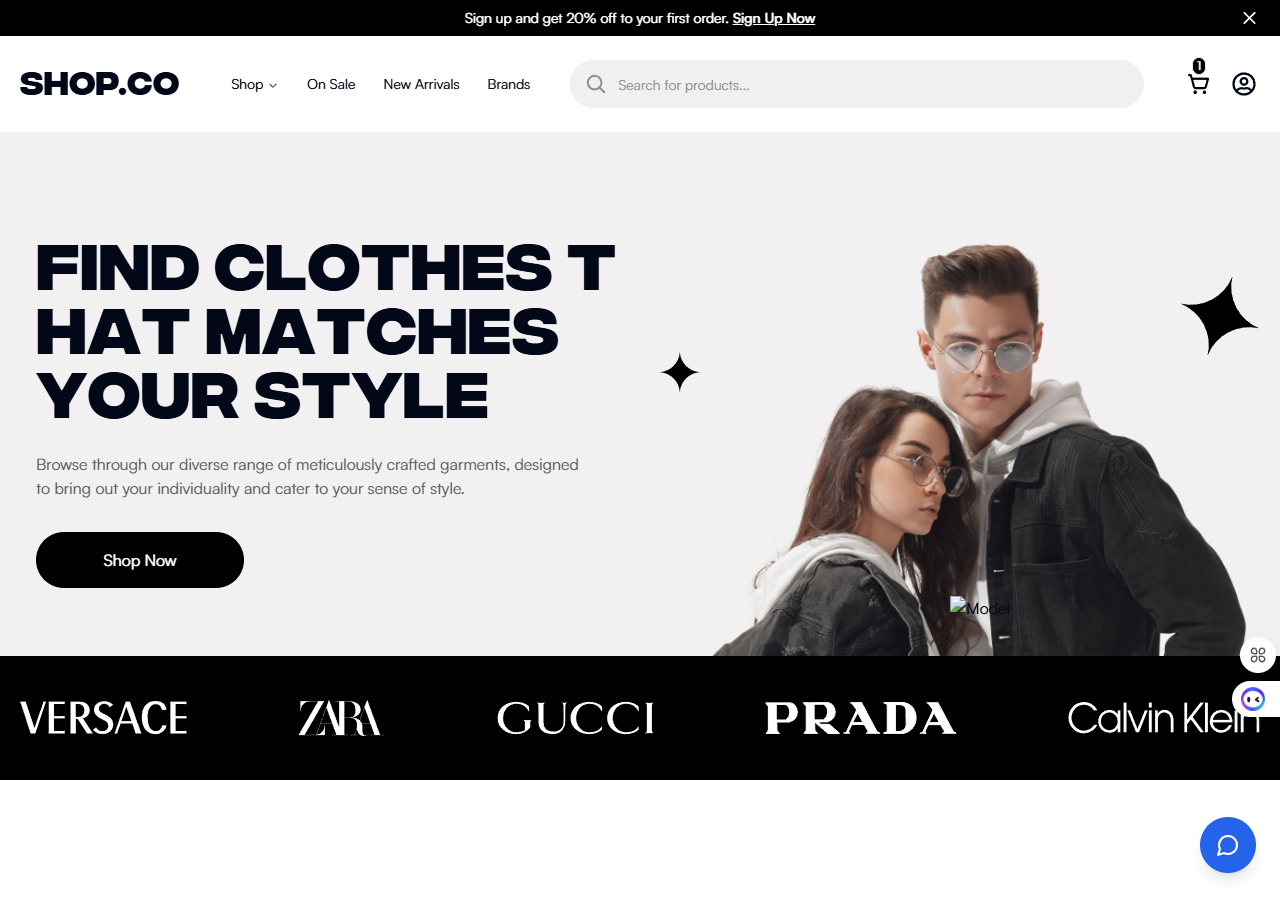 Sign up and get 20% off to your first order. Sign Up Now
SHOP.CO
Shop
On Sale
New Arrivals
Brands
Search for products...
1
FIND CLOTHES T
HAT MATCHES
YOUR STYLE
Browse through our diverse range of meticulously crafted garments, designed
to bring out your individuality and cater to your sense of style.
Shop Now
Model
VERSACE
ZARA
GUCCI
PRADA
Calvin Klein